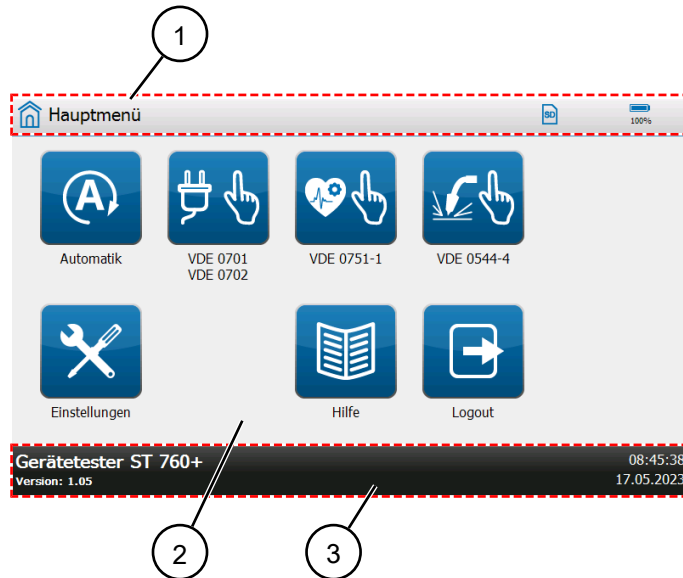 1
Hauptmenü
SD
100%
A
Automatik
VDE 0701
VDE 0702
VDE 0751-1
VDE 0544-4
Einstellungen
Hilfe
Logout
Gerätetester ST 760+
Version: 1.05
08:45:38
17.05.2023
2
3